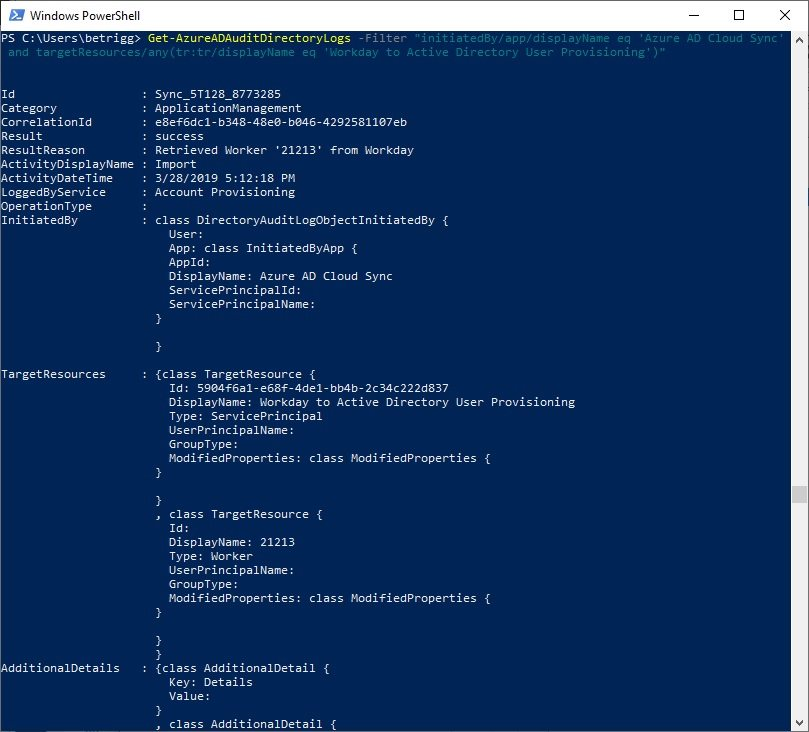 Windows PowerShell
PS C:\Users\betrigg> Get-AzureADAuditDirectoryLogs -Filter "initiatedBy/app/displayName eq 'Azure AD Cloud Sync'
 and targetResources/any(tr:tr/displayName eq 'Workday to Active Directory User Provisioning')"
Id                  : Sync_5T128_8773285
Category            : ApplicationManagement
CorrelationId       : e8ef6dc1-b348-48e0-b046-4292581107eb
Result              : success
ResultReason        : Retrieved Worker '21213' from Workday
ActivityDisplayName : Import
ActivityDateTime    : 3/28/2019 5:12:18 PM
LoggedByService     : Account Provisioning
OperationType       :
InitiatedBy         : class DirectoryAuditLogObjectInitiatedBy {
                        User:
                        App: class InitiatedByApp {
                        AppId:
                        DisplayName: Azure AD Cloud Sync
                        ServicePrincipalId:
                        ServicePrincipalName:
                      }
                      }
TargetResources     : {class TargetResource {
                        Id: 5904f6a1-e68f-4de1-bb4b-2c34c222d837
                        DisplayName: Workday to Active Directory User Provisioning
                        Type: ServicePrincipal
                        UserPrincipalName:
                        GroupType:
                        ModifiedProperties: class ModifiedProperties {
                      }
                      }
                      , class TargetResource {
                        Id:
                        DisplayName: 21213
                        Type: Worker
                        UserPrincipalName:
                        GroupType:
                        ModifiedProperties: class ModifiedProperties {
                      }
                      }
                      }
AdditionalDetails   : {class AdditionalDetail {
                        Key: Details
                        Value:
                      }
                      , class AdditionalDetail {